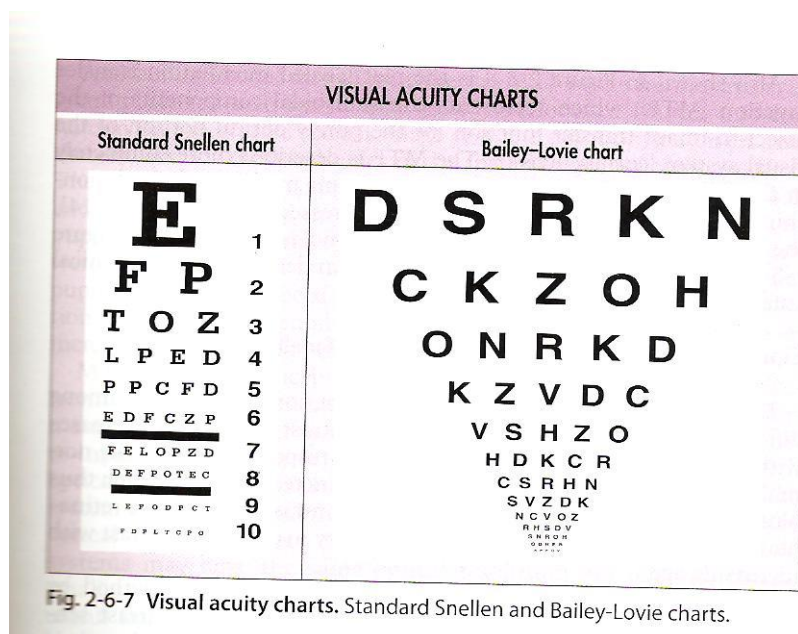 VISUAL ACUITY CHARTS
Standard Snellen chart
E 1
F P 2
T O Z 3
L P E D 4
P P C F D 5
E D F C Z P 6
F E L O P Z D 7
D E F P O T E C 8
L E F O D P C T 9
F D P L T C P O 10
Bailey–Lovie chart
D S R K N
C K Z O H
O N R K D
K Z V D C
V S H Z O
H D K C R
C S R H N
S V Z D K
N C V O Z
R H S D V
S N R O H
Fig. 2-6-7 Visual acuity charts. Standard Snellen and Bailey-Lovie charts.